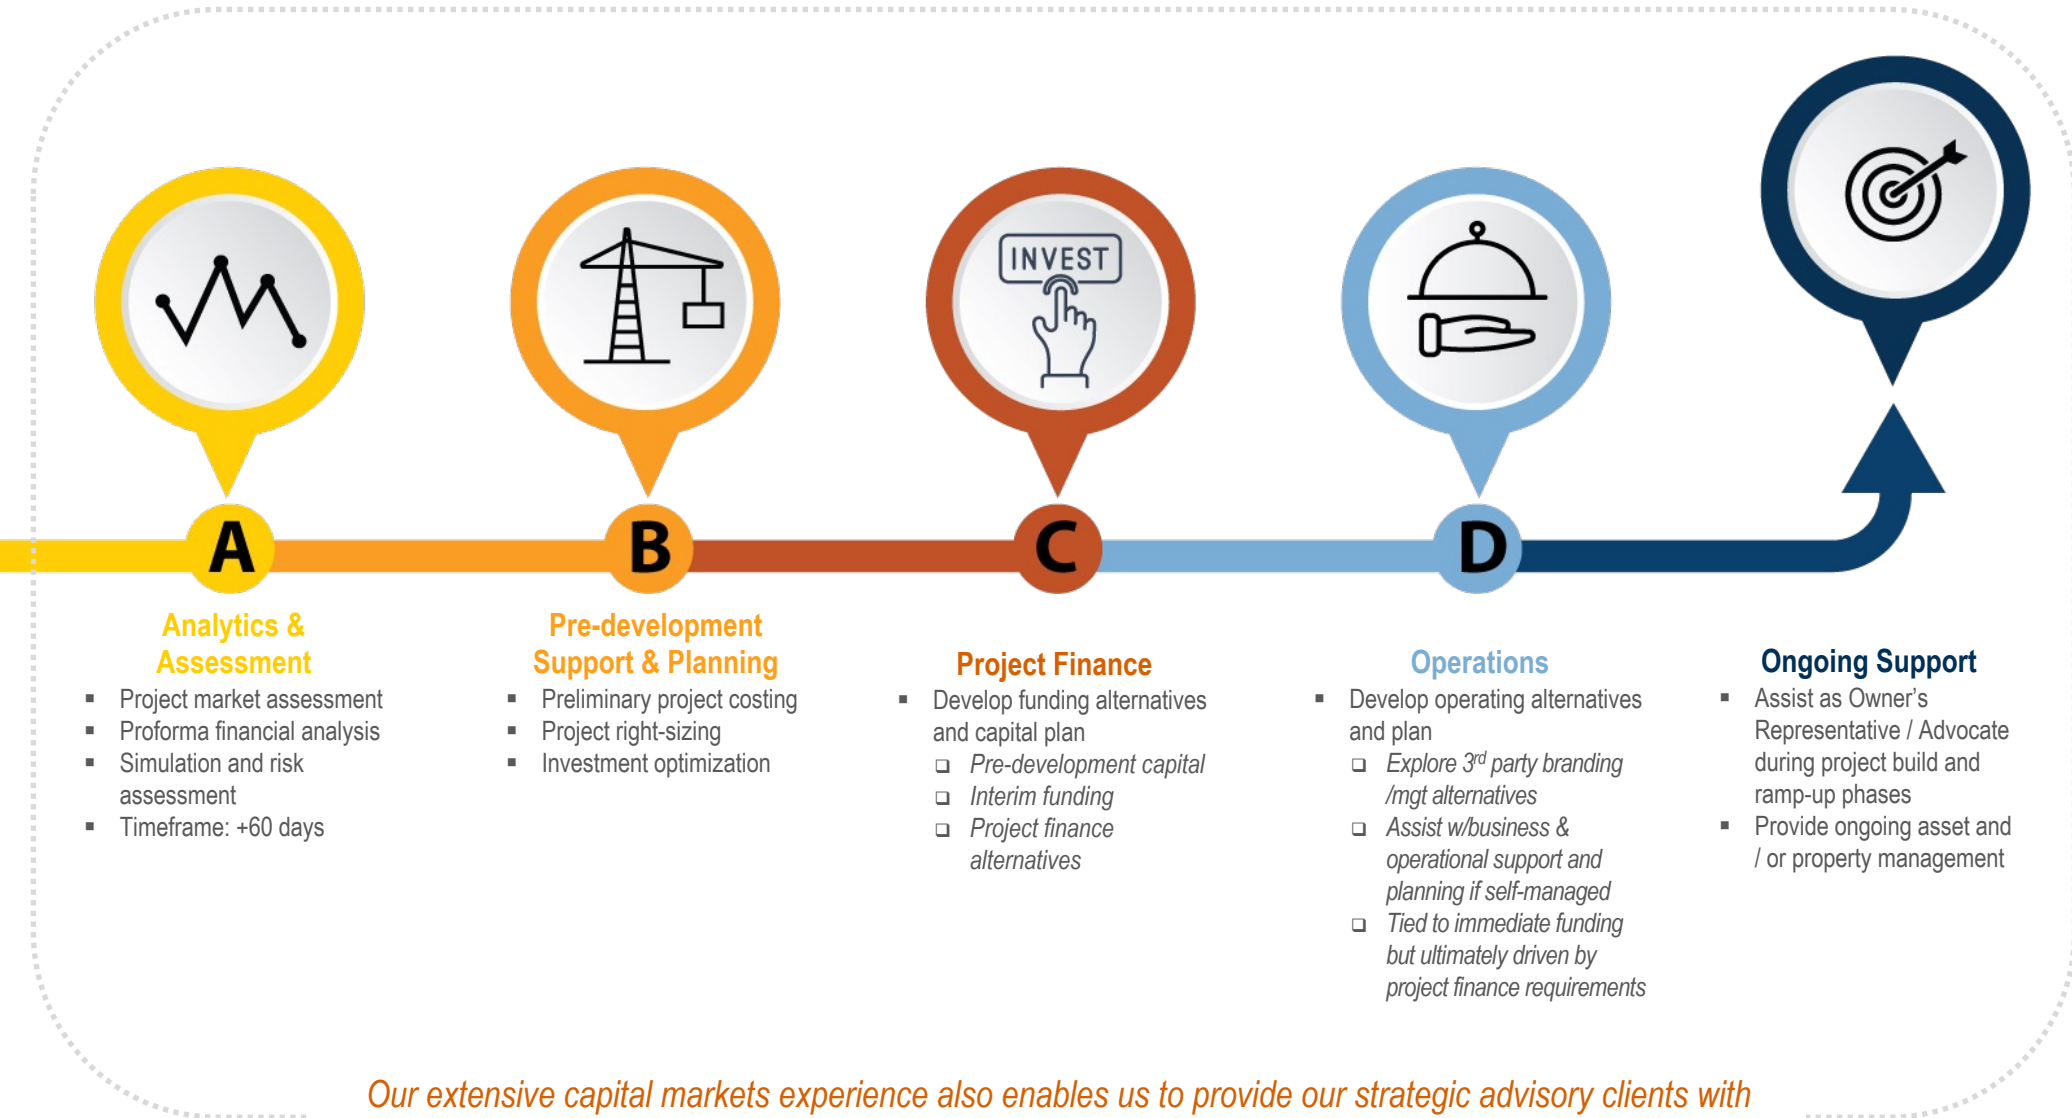 INVEST
A
B
C
D
Analytics &
Assessment
▪ Project market assessment
▪ Proforma financial analysis
▪ Simulation and risk
assessment
▪ Timeframe: +60 days
Pre-development
Support & Planning
▪ Preliminary project costing
▪ Project right-sizing
▪ Investment optimization
Project Finance
▪ Develop funding alternatives
and capital plan
❑ Pre-development capital
❑ Interim funding
❑ Project finance
alternatives
Operations
▪ Develop operating alternatives
and plan
❑ Explore 3rd party branding
/mgt alternatives
❑ Assist w/business &
operational support and
planning if self-managed
❑ Tied to immediate funding
but ultimately driven by
project finance requirements
Ongoing Support
▪ Assist as Owner’s
Representative / Advocate
during project build and
ramp-up phases
▪ Provide ongoing asset and
/ or property management
Our extensive capital markets experience also enables us to provide our strategic advisory clients with